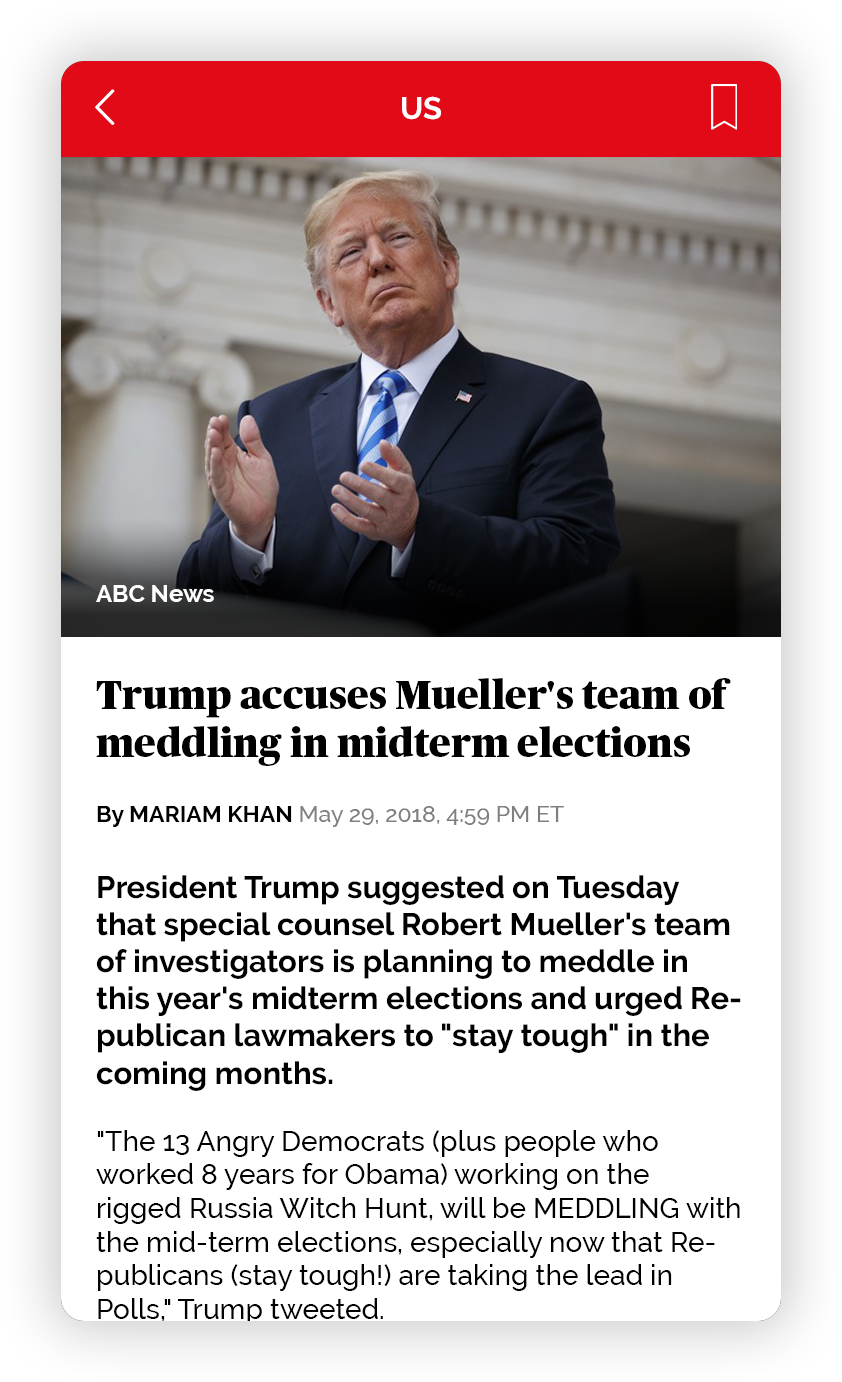 US
ABC News
Trump accuses Mueller's team of
meddling in midterm elections
By MARIAM KHAN May 29, 2018, 4:59 PM ET
President Trump suggested on Tuesday
that special counsel Robert Mueller's team
of investigators is planning to meddle in
this year's midterm elections and urged Re-
publican lawmakers to "stay tough" in the
coming months.
"The 13 Angry Democrats (plus people who
worked 8 years for Obama) working on the
rigged Russia Witch Hunt, will be MEDDLING with
the mid-term elections, especially now that Re-
publicans (stay tough!) are taking the lead in
Polls," Trump tweeted.